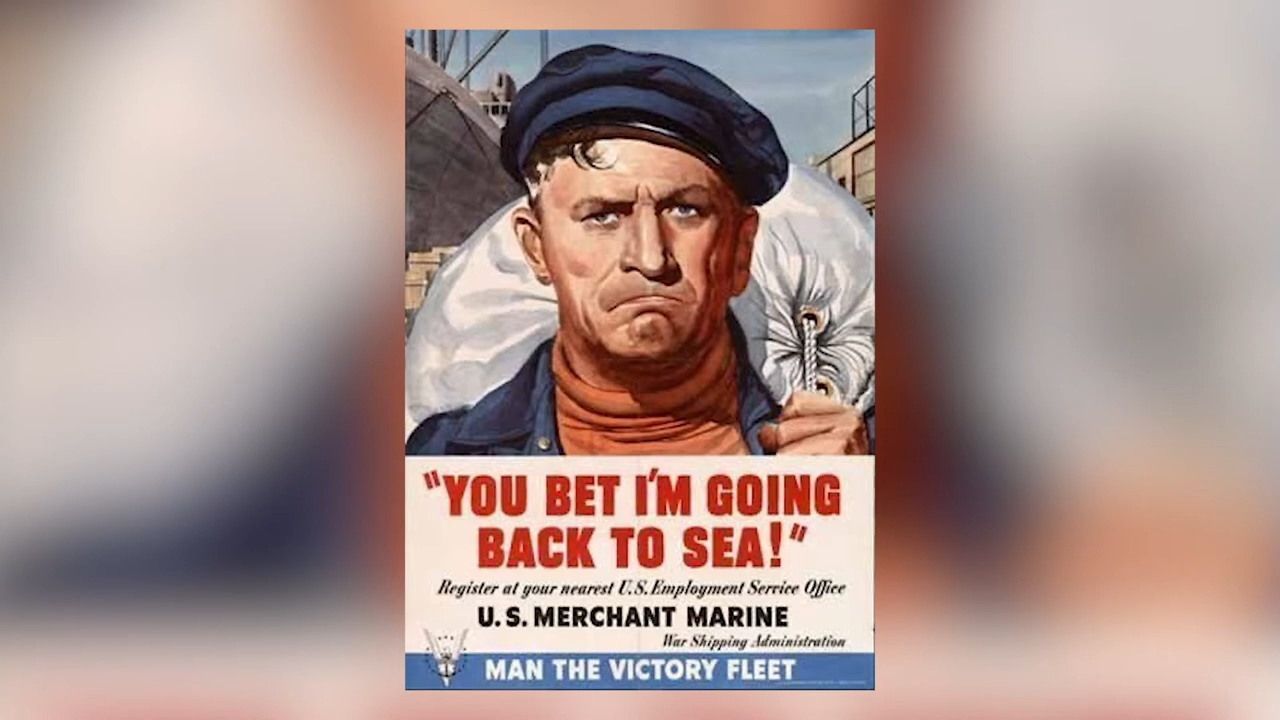 "YOU BET I'M GOING
BACK TO SEA!"
Register at your nearest U.S. Employment Service Office
U.S. MERCHANT MARINE
War Shipping Administration
MAN THE VICTORY FLEET